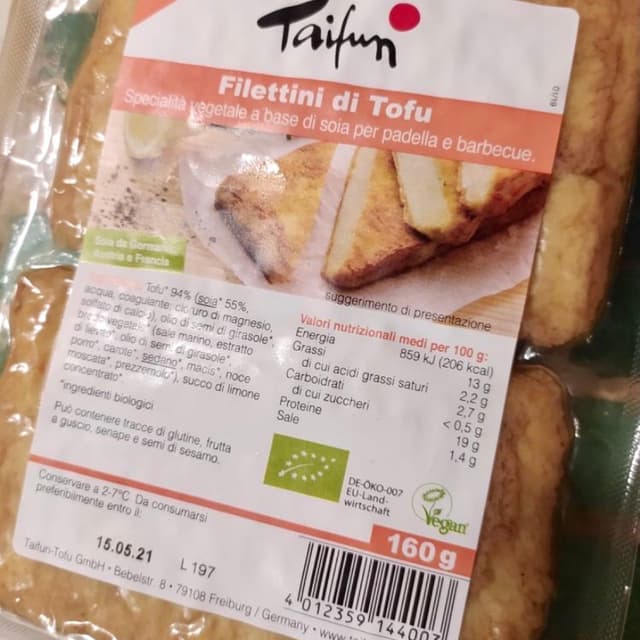 Taifun
Filettini di Tofu
Specialità vegetale a base di soia per padella e barbecue.
Soia da Germania,
Austria e Francia
suggerimento di presentazione
Tofu* 94% (soia* 55%,
acqua, coagulante: cloruro di magnesio,
solfato di calcio), olio di semi di girasole*,
brodo vegetale* (sale marino, estratto
di lievito*, olio di semi di girasole*,
porro*, carote*, sedano*, macis*, noce
moscata*, prezzemolo*), succo di limone
concentrato*
*ingredienti biologici
Può contenere tracce di glutine, frutta
a guscio, senape e semi di sesamo.
Valori nutrizionali medi per 100 g:
Energia 859 kJ (206 kcal)
Grassi 13 g
di cui acidi grassi saturi 2,2 g
Carboidrati 2,7 g
di cui zuccheri < 0,5 g
Proteine 19 g
Sale 1,4 g
DE-ÖKO-007
EU-Land-
wirtschaft
Vegan
Conservare a 2-7°C. Da consumarsi
preferibilmente entro il:
160 g
15.05.21 L 197
Taifun-Tofu GmbH • Bebelstr. 8 • 79108 Freiburg / Germany •
4 012359 14400